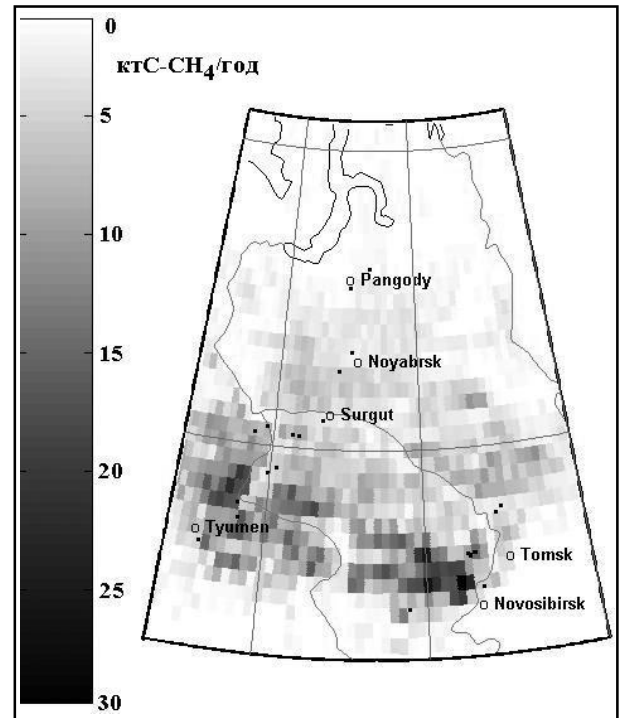 0
ктС-CH4/год
5
10
15
20
25
30
Pangody
Noyabrsk
Surgut
Tyumen
Tomsk
Novosibirsk